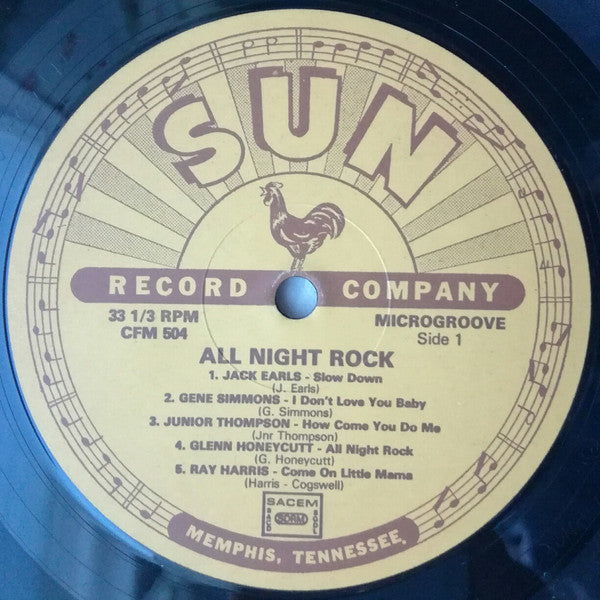 SUN
RECORD COMPANY
33 1/3 RPM
CFM 504
MICROGROOVE
Side 1
ALL NIGHT ROCK
1. JACK EARLS - Slow Down
(J. Earls)
2. GENE SIMMONS - I Don't Love You Baby
(G. Simmons)
3. JUNIOR THOMPSON - How Come You Do Me
(Jnr Thompson)
4. GLENN HONEYCUTT - All Night Rock
(G. Honeycutt)
5. RAY HARRIS - Come On Little Mama
(Harris - Cogswell)
SACEM
SACD
SDRM
SGDL
MEMPHIS, TENNESSEE.